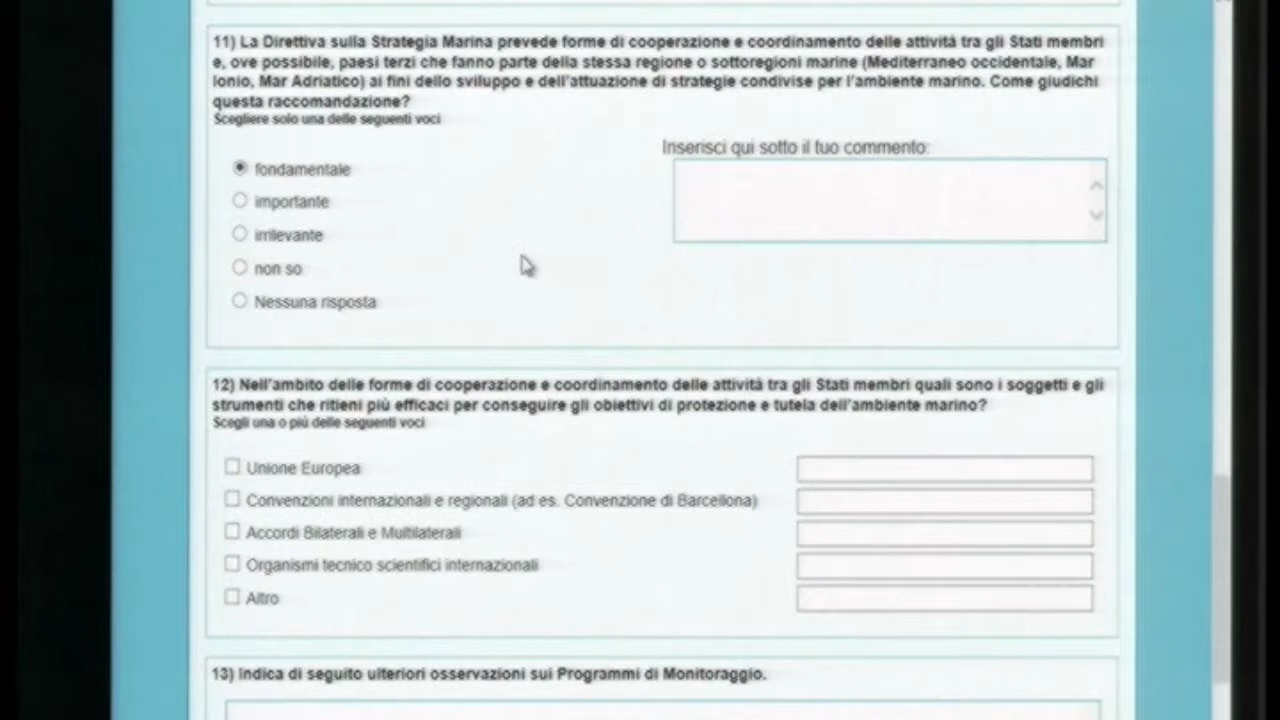 11) La Direttiva sulla Strategia Marina prevede forme di cooperazione e coordinamento delle attività tra gli Stati membri
e, ove possibile, paesi terzi che fanno parte della stessa regione o sottoregioni marine (Mediterraneo occidentale, Mar
Ionio, Mar Adriatico) ai fini dello sviluppo e dell'attuazione di strategie condivise per l'ambiente marino. Come giudichi
questa raccomandazione?
Scegliere solo una delle seguenti voci
Inserisci qui sotto il tuo commento:
fondamentale
importante
irrilevante
non so
Nessuna risposta
12) Nell'ambito delle forme di cooperazione e coordinamento delle attività tra gli Stati membri quali sono i soggetti e gli
strumenti che ritieni più efficaci per conseguire gli obiettivi di protezione e tutela dell'ambiente marino?
Scegli una o più delle seguenti voci
Unione Europea
Convenzioni internazionali e regionali (ad es. Convenzione di Barcellona)
Accordi Bilaterali e Multilaterali
Organismi tecnico scientifici internazionali
Altro
13) Indica di seguito ulteriori osservazioni sui Programmi di Monitoraggio.